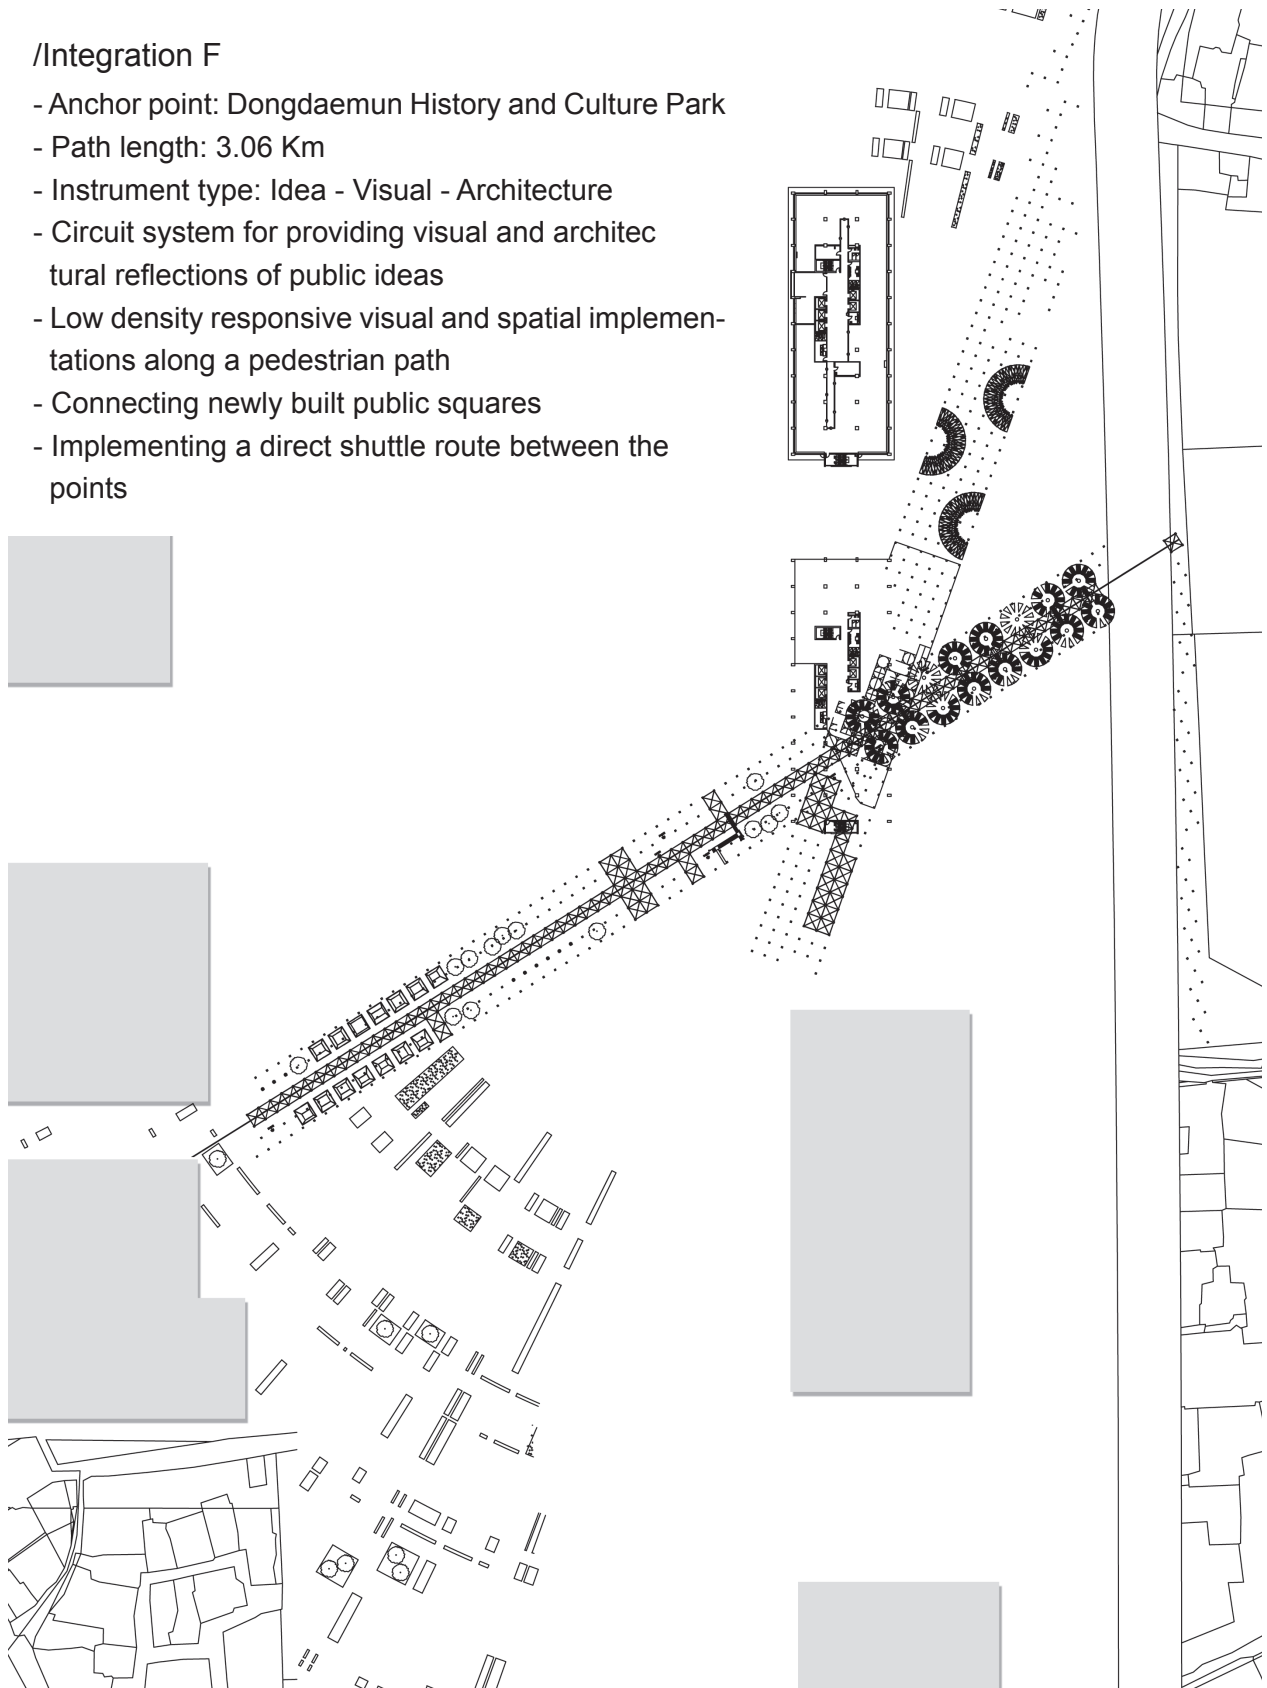 /Integration F
- Anchor point: Dongdaemun History and Culture Park
- Path length: 3.06 Km
- Instrument type: Idea - Visual - Architecture
- Circuit system for providing visual and architec
tural reflections of public ideas
- Low density responsive visual and spatial implemen-
tations along a pedestrian path
- Connecting newly built public squares
- Implementing a direct shuttle route between the
points